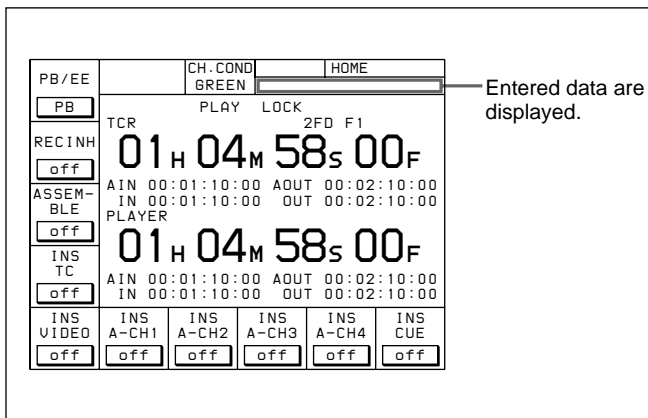 CH.COND HOME
PB/EE GREEN
Entered data are
displayed.
PB PLAY LOCK
TCR 2FD F1
RECINH 01H 04M 58S 00F
off
AIN 00:01:10:00 AOUT 00:02:10:00
ASSEM-
BLE
IN 00:01:10:00 OUT 00:02:10:00
PLAYER
off
01H 04M 58S 00F
INS
TC
AIN 00:01:10:00 AOUT 00:02:10:00
off IN 00:01:10:00 OUT 00:02:10:00
INS VIDEO INS A-CH1 INS A-CH2 INS A-CH3 INS A-CH4 INS CUE
off off off off off off